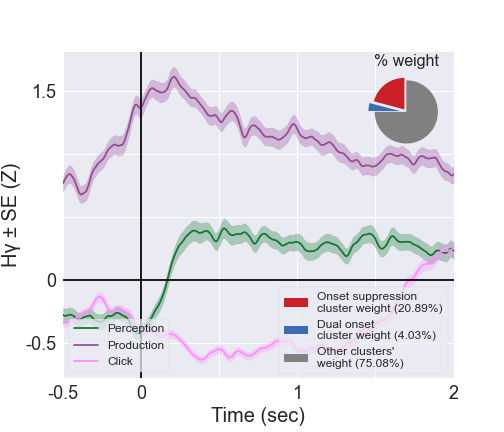 % weight
1.5
0
-0.5
Hγ ± SE (Z)
Onset suppression
cluster weight (20.89%)
Dual onset
cluster weight (4.03%)
Other clusters'
weight (75.08%)
Perception
Production
Click
-0.5
0
1
2
Time (sec)